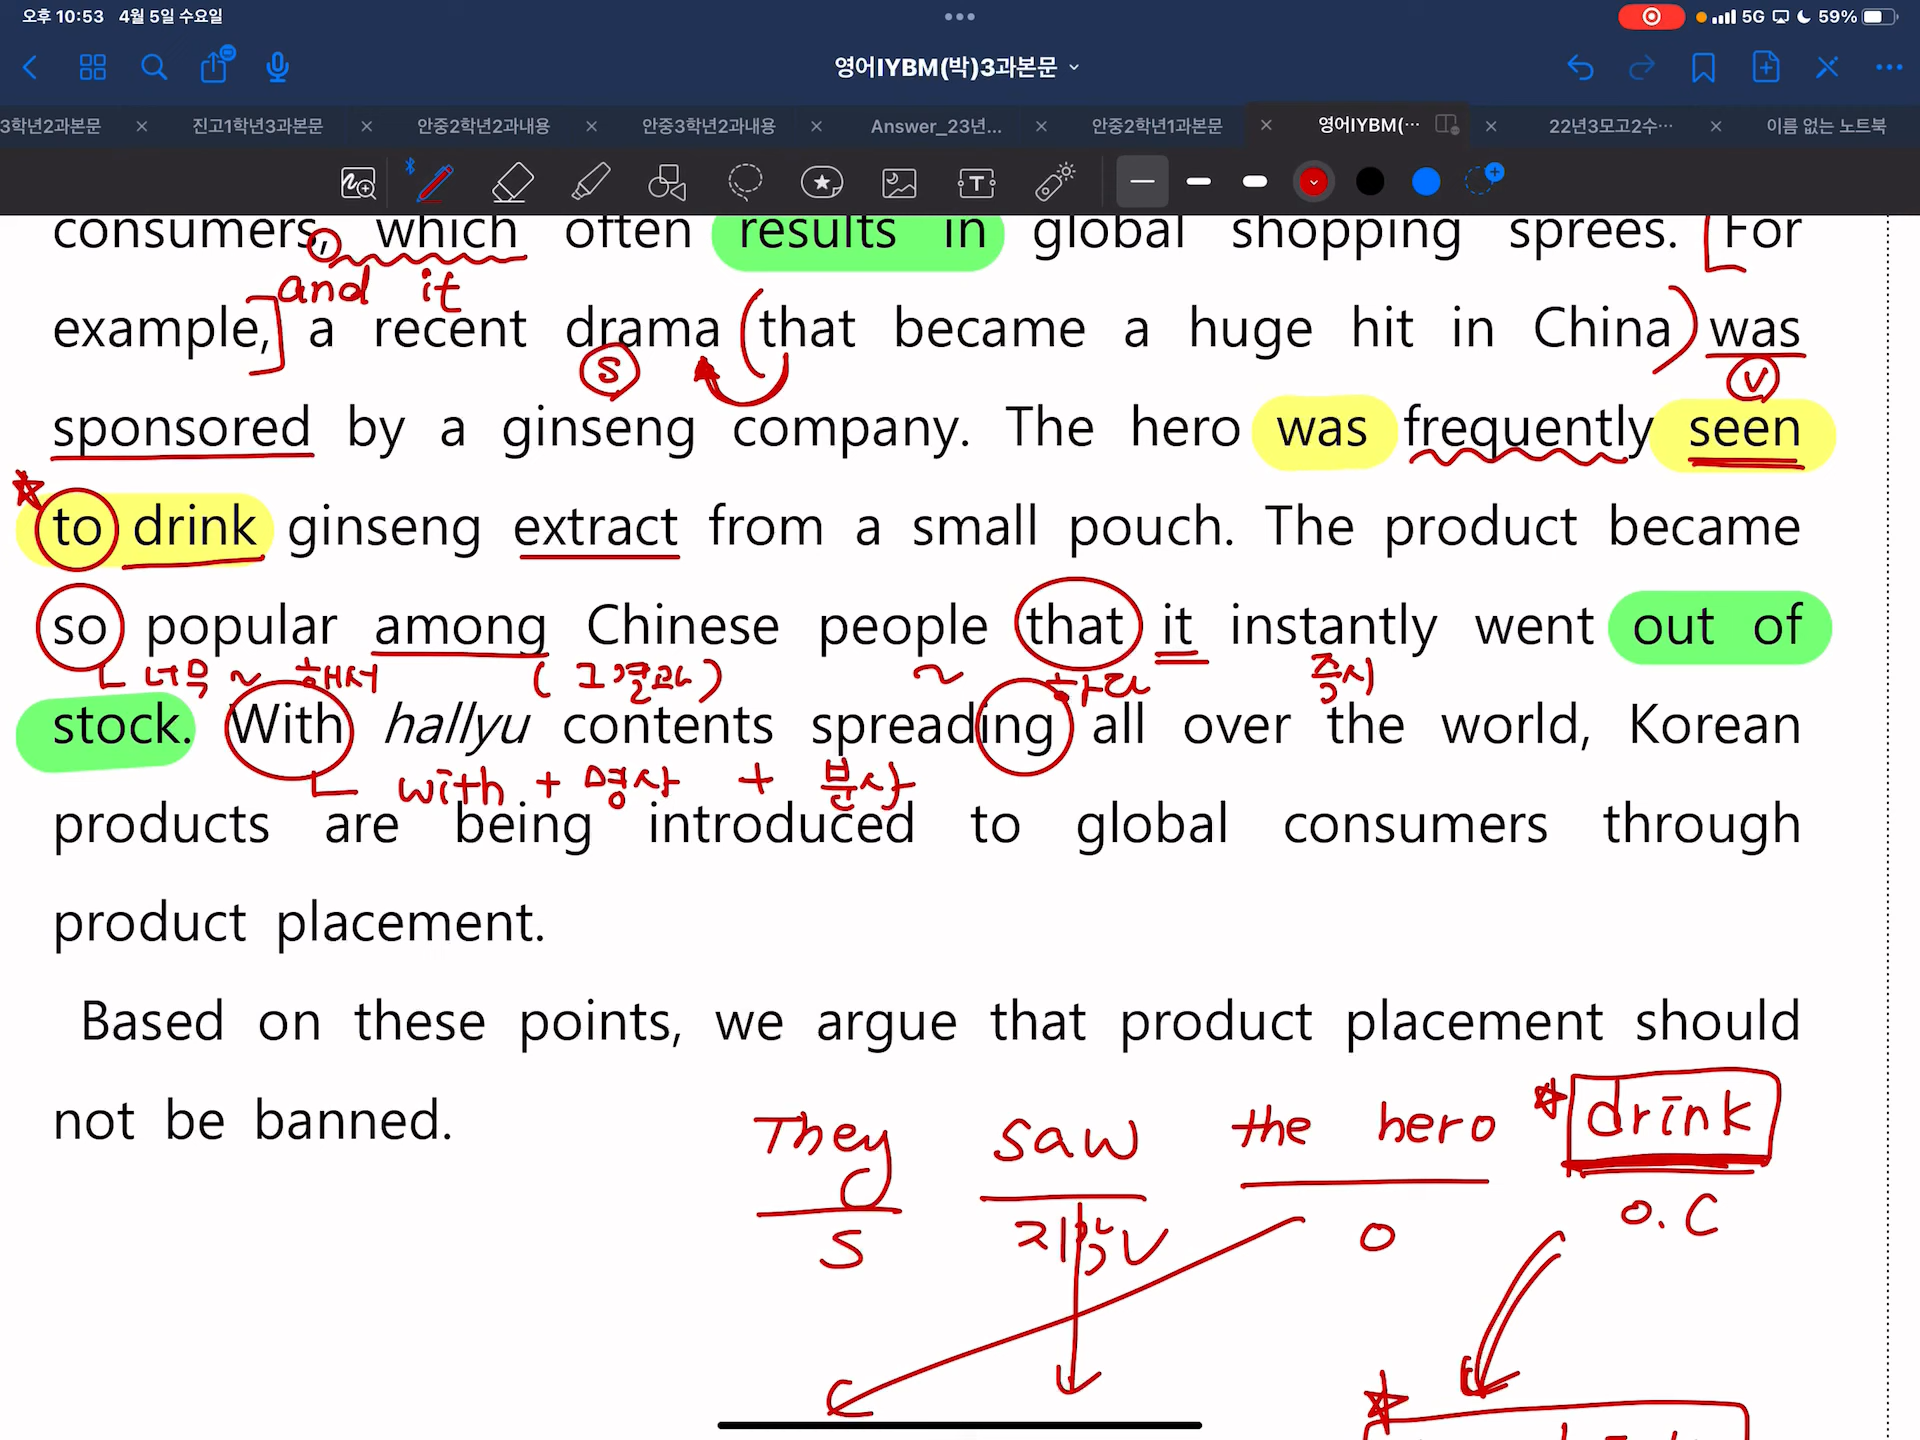 오후 10:53 4월 5일 수요일
5G 59%
영어IYBM(박)3과본문
3학년2과본문
진고1학년3과본문
안중2학년2과내용
안중3학년2과내용
Answer_23년...
안중2학년1과본문
영어IYBM(...
22년3모고2수...
이름 없는 노트북
consumers, which often results in global shopping sprees. [For
and it
example,] a recent drama (that became a huge hit in China) was
S
V
sponsored by a ginseng company. The hero was frequently seen
to drink ginseng extract from a small pouch. The product became
so popular among Chinese people that it instantly went out of
너무 ~ 해서 (그결과) ~ 하다 즉시
stock. With hallyu contents spreading all over the world, Korean
with + 명사 + 분사
products are being introduced to global consumers through
product placement.
Based on these points, we argue that product placement should
not be banned.
They saw the hero drink
S 지각V O O.C